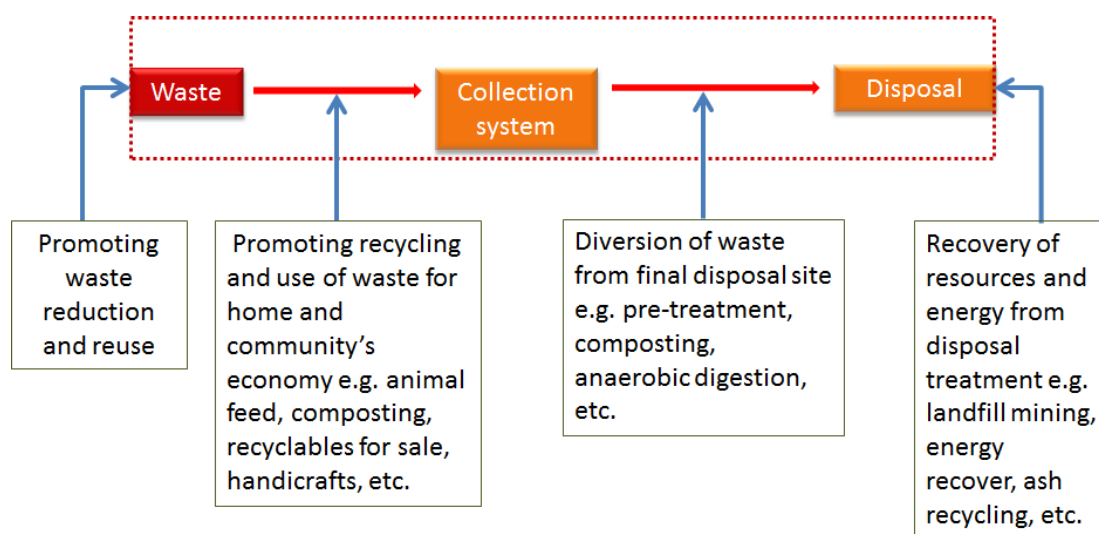 Waste
Collection
system
Disposal
Promoting
waste
reduction
and reuse
Promoting recycling
and use of waste for
home and
community’s
economy e.g. animal
feed, composting,
recyclables for sale,
handicrafts, etc.
Diversion of waste
from final disposal site
e.g. pre-treatment,
composting,
anaerobic digestion,
etc.
Recovery of
resources and
energy from
disposal
treatment e.g.
landfill mining,
energy
recover, ash
recycling, etc.